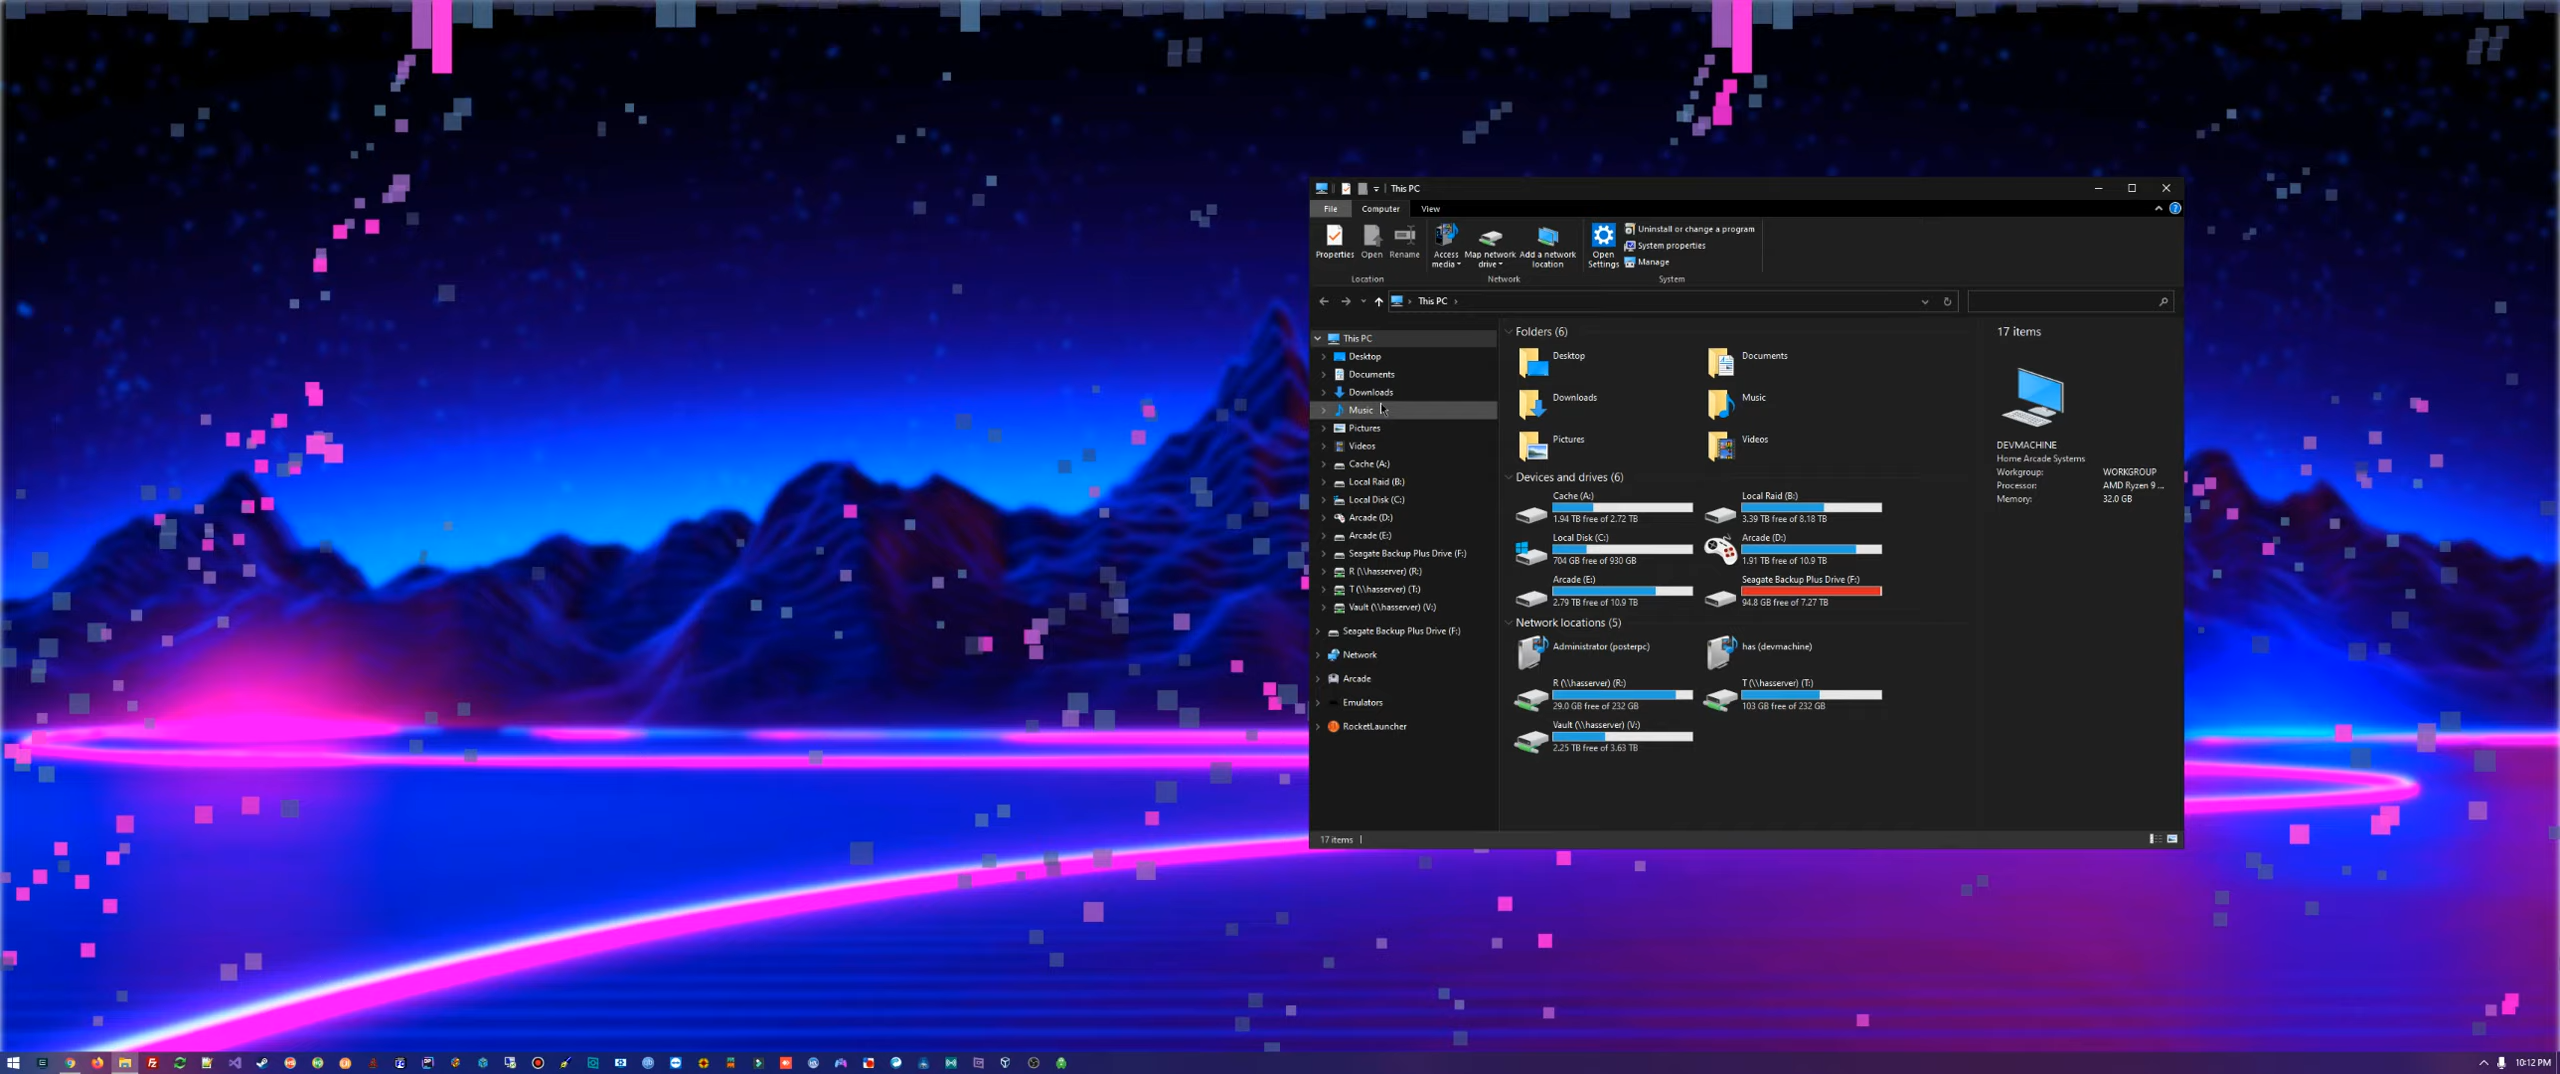 This PC
File Computer View
Properties Open Rename Access media Map network drive Add a network location Open Settings
Uninstall or change a program
System properties
Manage
Location Network System
This PC
This PC
Desktop
Documents
Downloads
Music
Pictures
Videos
Cache (A:)
Local Raid (B:)
Local Disk (C:)
Arcade (D:)
Arcade (E:)
Seagate Backup Plus Drive (F:)
R (\\hasserver) (R:)
T (\\hasserver) (T:)
Vault (\\hasserver) (V:)
Seagate Backup Plus Drive (F:)
Network
Arcade
Emulators
RocketLauncher
Folders (6)
Desktop Documents
Downloads Music
Pictures Videos
Devices and drives (6)
Cache (A:) Local Raid (B:)
1.94 TB free of 2.72 TB 3.39 TB free of 8.18 TB
Local Disk (C:) Arcade (D:)
704 GB free of 930 GB 1.91 TB free of 10.9 TB
Arcade (E:) Seagate Backup Plus Drive (F:)
2.79 TB free of 10.9 TB 94.8 GB free of 7.27 TB
Network locations (5)
Administrator (posterpc) has (devmachine)
R (\\hasserver) (R:) T (\\hasserver) (T:)
29.0 GB free of 232 GB 103 GB free of 232 GB
Vault (\\hasserver) (V:)
2.25 TB free of 3.63 TB
17 items
DEVMACHINE
Home Arcade Systems
Workgroup: WORKGROUP
Processor: AMD Ryzen 9 ...
Memory: 32.0 GB
17 items
10:12 PM